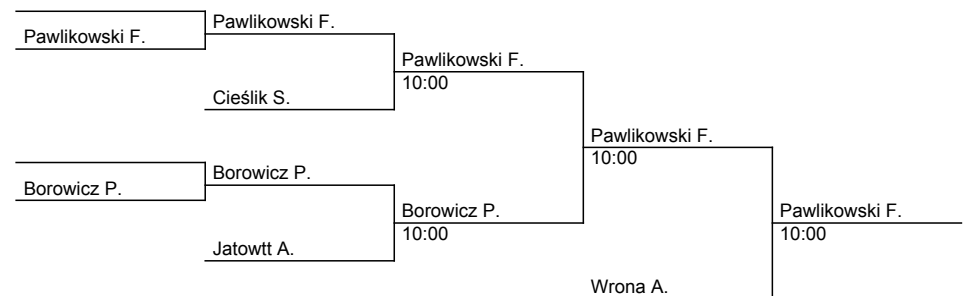 Pawlikowski F.
Pawlikowski F.
Pawlikowski F.
10:00
Cieślik S.
Pawlikowski F.
10:00
Borowicz P.
Borowicz P.
Borowicz P.
10:00
Jatowtt A.
Pawlikowski F.
10:00
Wrona A.